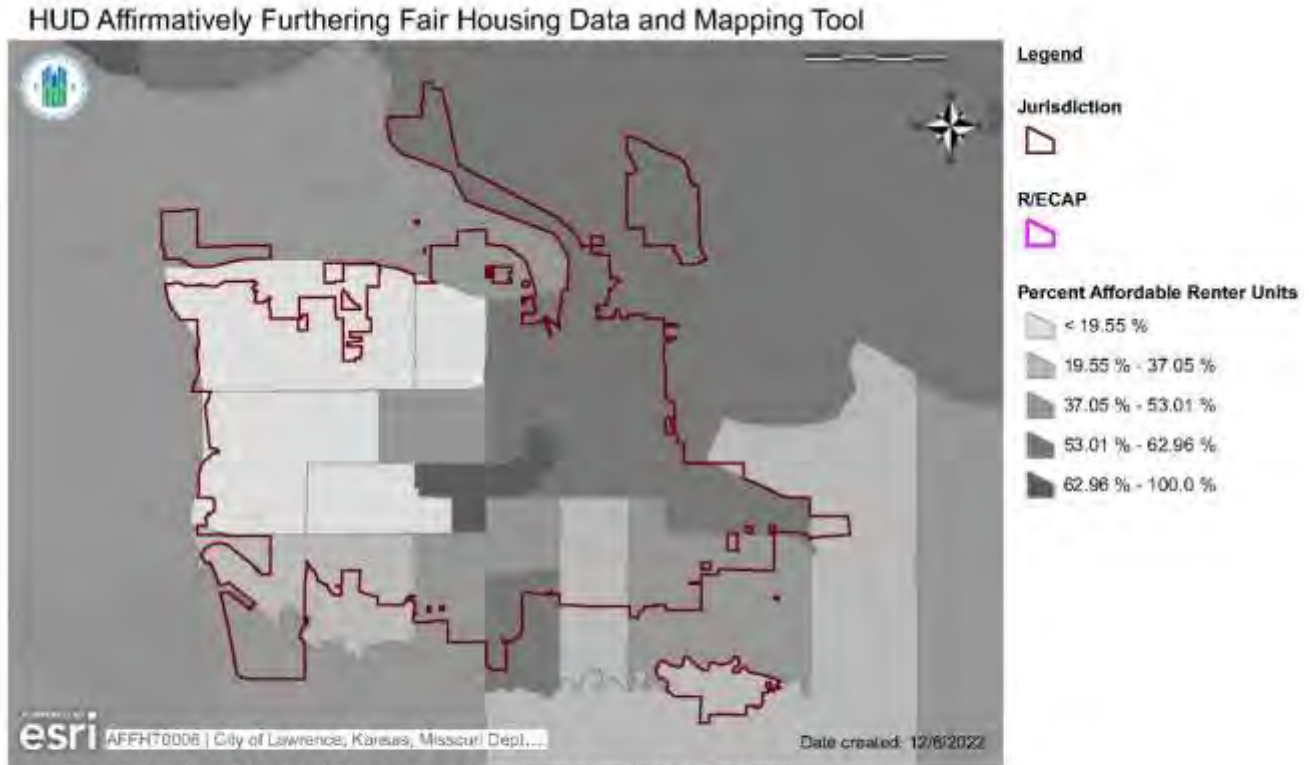 HUD Affirmatively Furthering Fair Housing Data and Mapping Tool
Legend
Jurisdiction
R/ECAP
Percent Affordable Renter Units
< 19.55 %
19.55 % - 37.05 %
37.05 % - 53.01 %
53.01 % - 62.96 %
62.96 % - 100.0 %
esri
AFFHT0006 | City of Lawrence, Kansas, Missouri Dept....
Date created: 12/6/2022